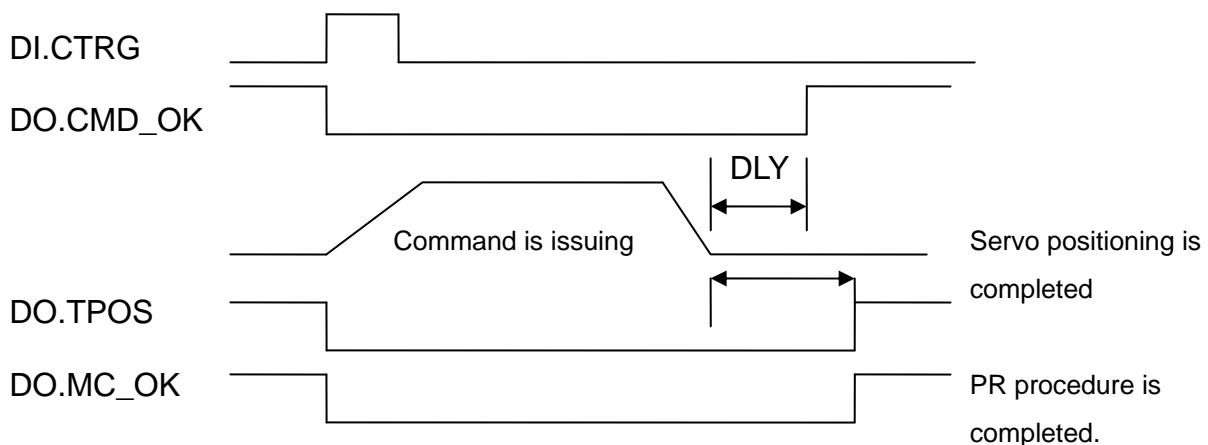 DI.CTRG
DO.CMD_OK
DLY
Command is issuing
Servo positioning is
completed
DO.TPOS
DO.MC_OK
PR procedure is
completed.